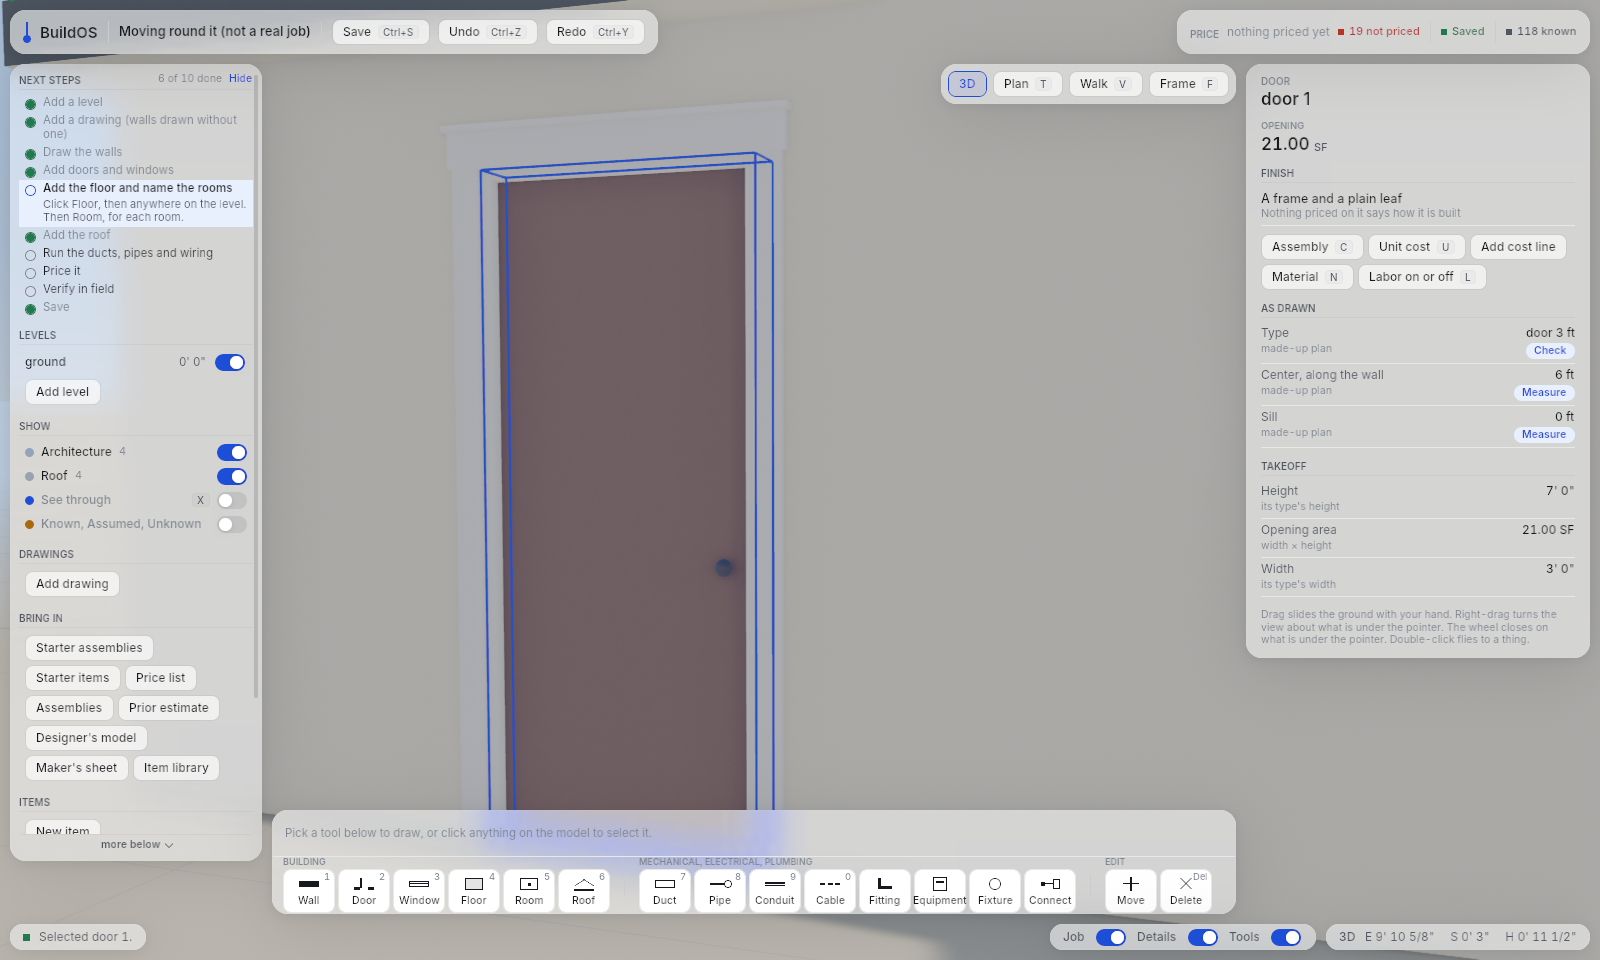 BuildOS
Moving round it (not a real job)
Save Ctrl+S
Undo Ctrl+Z
Redo Ctrl+Y
PRICE nothing priced yet
19 not priced
Saved
118 known
NEXT STEPS 6 of 10 done Hide
Add a level
Add a drawing (walls drawn without
one)
Draw the walls
Add doors and windows
Add the floor and name the rooms
Click Floor, then anywhere on the level.
Then Room, for each room.
Add the roof
Run the ducts, pipes and wiring
Price it
Verify in field
Save
LEVELS
ground 0' 0"
Add level
SHOW
Architecture 4
Roof 4
See through X
Known, Assumed, Unknown
DRAWINGS
Add drawing
BRING IN
Starter assemblies
Starter items Price list
Assemblies Prior estimate
Designer's model
Maker's sheet Item library
ITEMS
New item
more below
3D
Plan T
Walk V
Frame F
DOOR
door 1
OPENING
21.00 SF
FINISH
A frame and a plain leaf
Nothing priced on it says how it is built
Assembly C Unit cost U Add cost line
Material N Labor on or off L
AS DRAWN
Type door 3 ft
made-up plan Check
Center, along the wall 6 ft
made-up plan Measure
Sill 0 ft
made-up plan Measure
TAKEOFF
Height 7' 0"
its type's height
Opening area 21.00 SF
width × height
Width 3' 0"
its type's width
Drag slides the ground with your hand. Right-drag turns the
view about what is under the pointer. The wheel closes on
what is under the pointer. Double-click flies to a thing.
Pick a tool below to draw, or click anything on the model to select it.
BUILDING
1 2 3 4 5 6
Wall Door Window Floor Room Roof
MECHANICAL, ELECTRICAL, PLUMBING
7 8 9 0
Duct Pipe Conduit Cable Fitting Equipment Fixture Connect
EDIT
Del
Move Delete
Selected door 1.
Job Details Tools
3D E 9' 10 5/8" S 0' 3" H 0' 11 1/2"